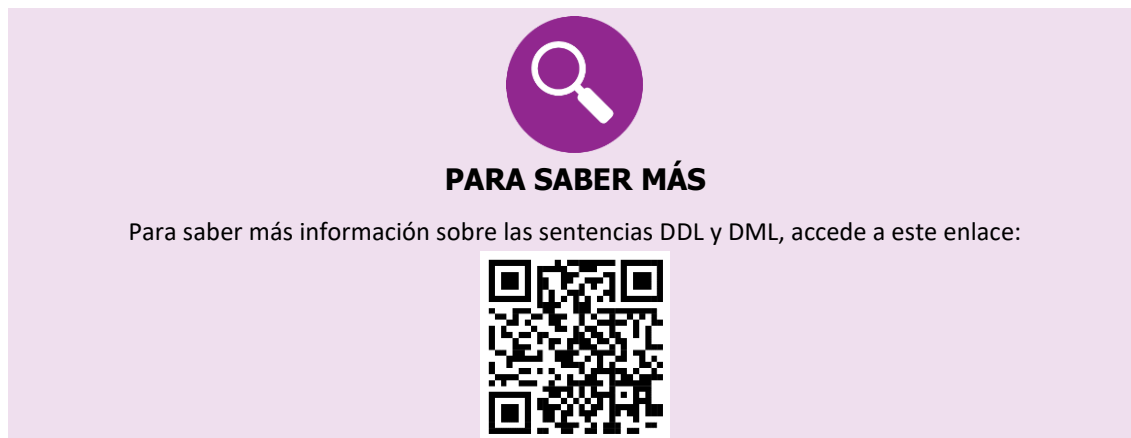 PARA SABER MÁS
Para saber más información sobre las sentencias DDL y DML, accede a este enlace: